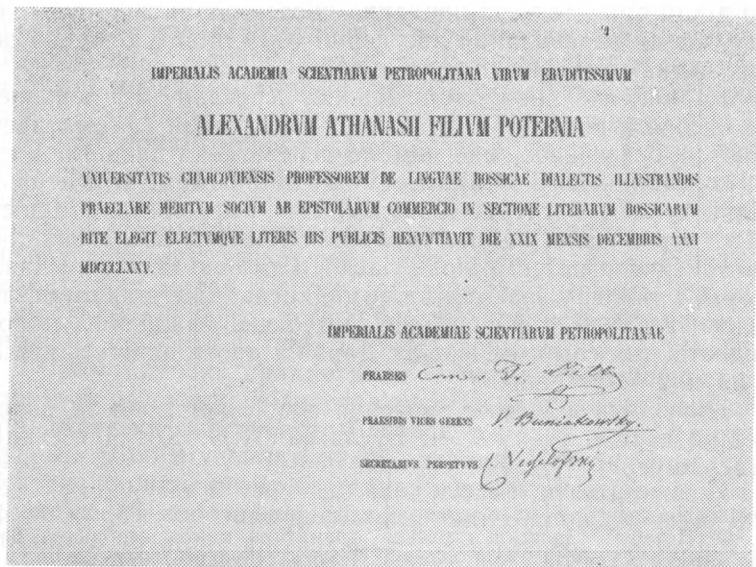 IMPERIALIS ACADEMIA SCIENTIARVM PETROPOLITANA VIRVM ERVDITISSIMVM
ALEXANDRVM ATHANASII FILIVM POTEBNIA
VNIVERSITATIS CHARCOVIENSIS PROFESSOREM DE LINGVAE ROSSICAE DIALECTIS ILLVSTRANDIS
PRAECLARE MERITVM SOCIVM AB EPISTOLARVM COMMERCIO IN SECTIONE LITERARVM ROSSICARVM
RITE ELEGIT ELECTVMQVE LITERIS HIS PVBLICIS RENVNTIAVIT DIE XXIX MENSIS DECEMBRIS ANNI
MDCCCLXXV.
IMPERIALIS ACADEMIAE SCIENTIARVM PETROPOLITANAE
PRAESES Comes
PRAESIDIS VICES GERENS V. Buniakowsky.
SECRETARIVS PERPETVVS C. Vesselofski